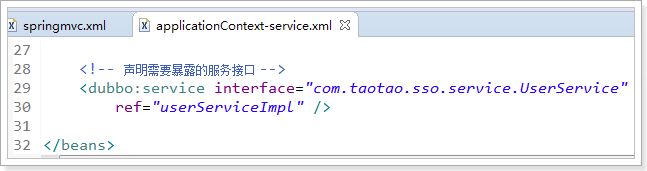 springmvc.xml applicationContext-service.xml
27
28 <!-- 声明需要暴露的服务接口 -->
29 <dubbo:service interface="com.taotao.sso.service.UserService"
30 ref="userServiceImpl" />
31
32 </beans>